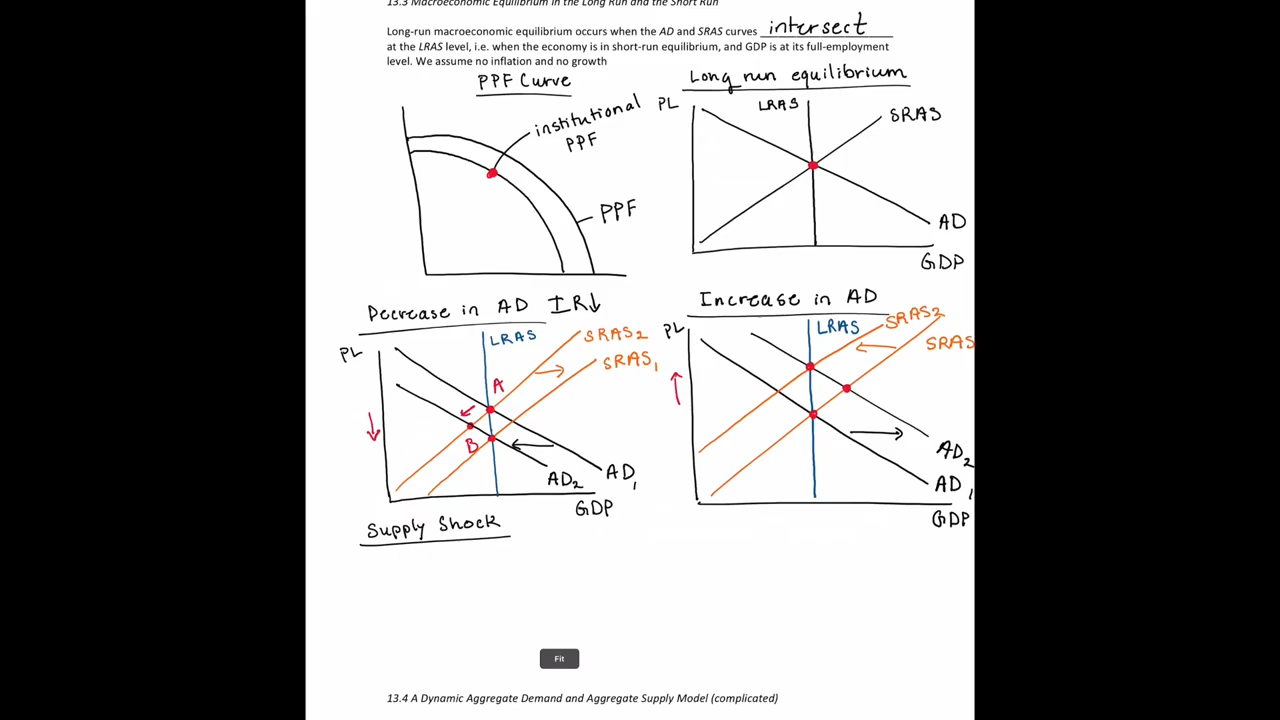 13.3 Macroeconomic Equilibrium in the Long Run and the Short Run
Long-run macroeconomic equilibrium occurs when the AD and SRAS curves intersect
at the LRAS level, i.e. when the economy is in short-run equilibrium, and GDP is at its full-employment
level. We assume no inflation and no growth
PPF Curve
institutional
PPF
PPF
Long run equilibrium
PL
LRAS
SRAS
AD
GDP
Decrease in AD IR↓
PL
LRAS
SRAS2
SRAS1
A
B
AD2
AD1
GDP
Increase in AD
PL
LRAS
SRAS2
SRAS
AD2
AD1
GDP
Supply Shock
Fit
13.4 A Dynamic Aggregate Demand and Aggregate Supply Model (complicated)